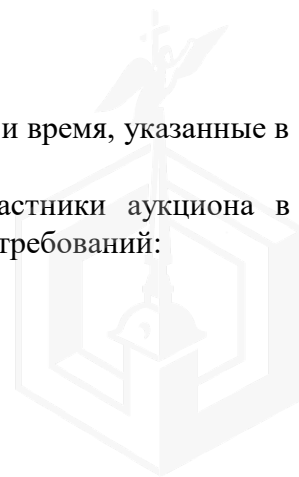 и время, указанные в
астники аукциона в
требований: